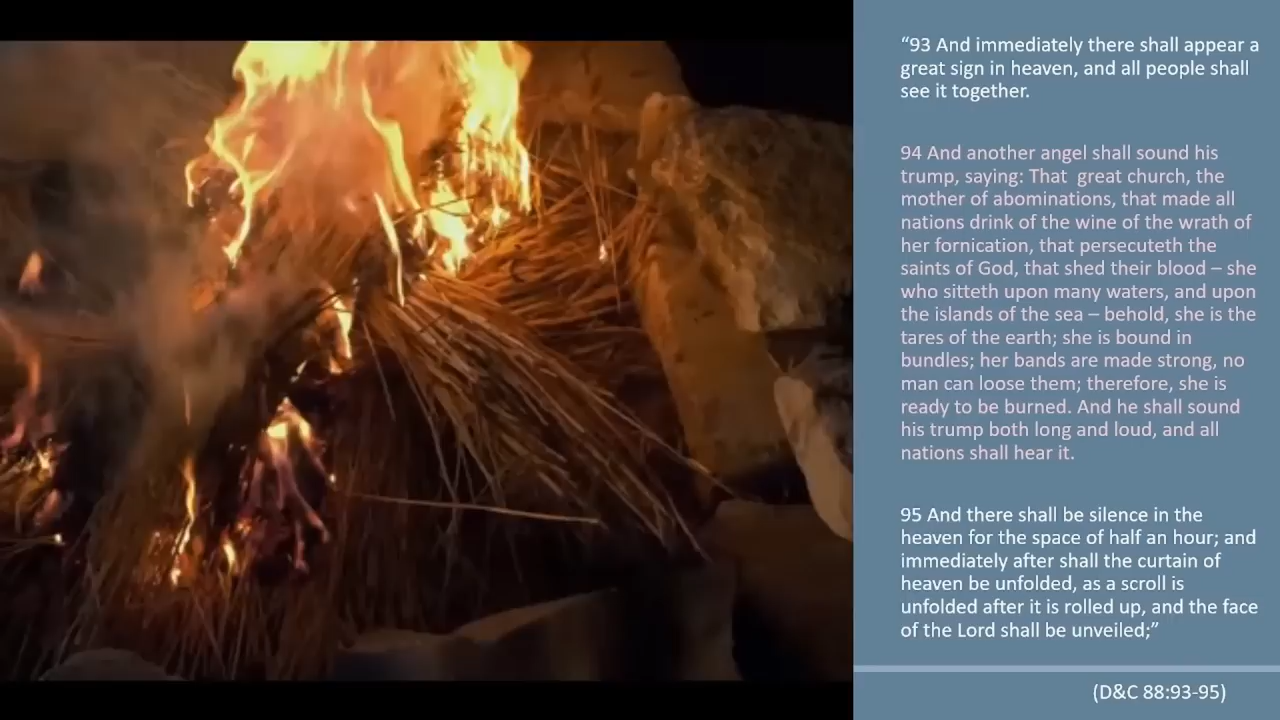 “93 And immediately there shall appear a
great sign in heaven, and all people shall
see it together.
94 And another angel shall sound his
trump, saying: That great church, the
mother of abominations, that made all
nations drink of the wine of the wrath of
her fornication, that persecuteth the
saints of God, that shed their blood – she
who sitteth upon many waters, and upon
the islands of the sea – behold, she is the
tares of the earth; she is bound in
bundles; her bands are made strong, no
man can loose them; therefore, she is
ready to be burned. And he shall sound
his trump both long and loud, and all
nations shall hear it.
95 And there shall be silence in the
heaven for the space of half an hour; and
immediately after shall the curtain of
heaven be unfolded, as a scroll is
unfolded after it is rolled up, and the face
of the Lord shall be unveiled;”
(D&C 88:93-95)